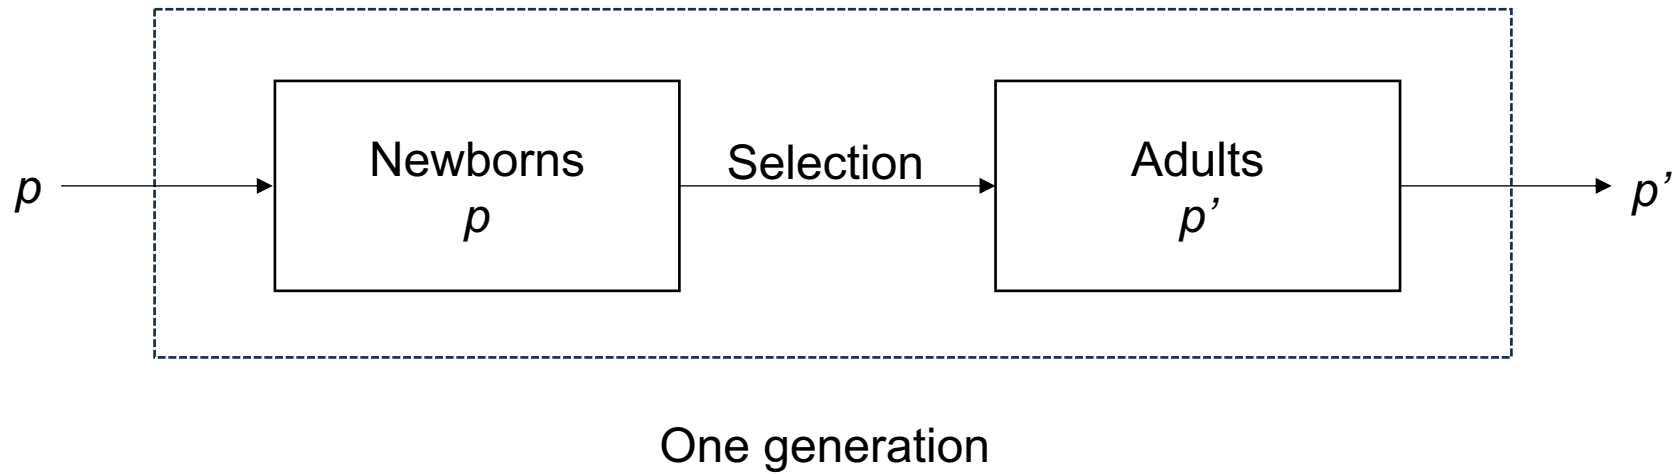 p
Newborns
p
Selection
Adults
p’
p’
One generation